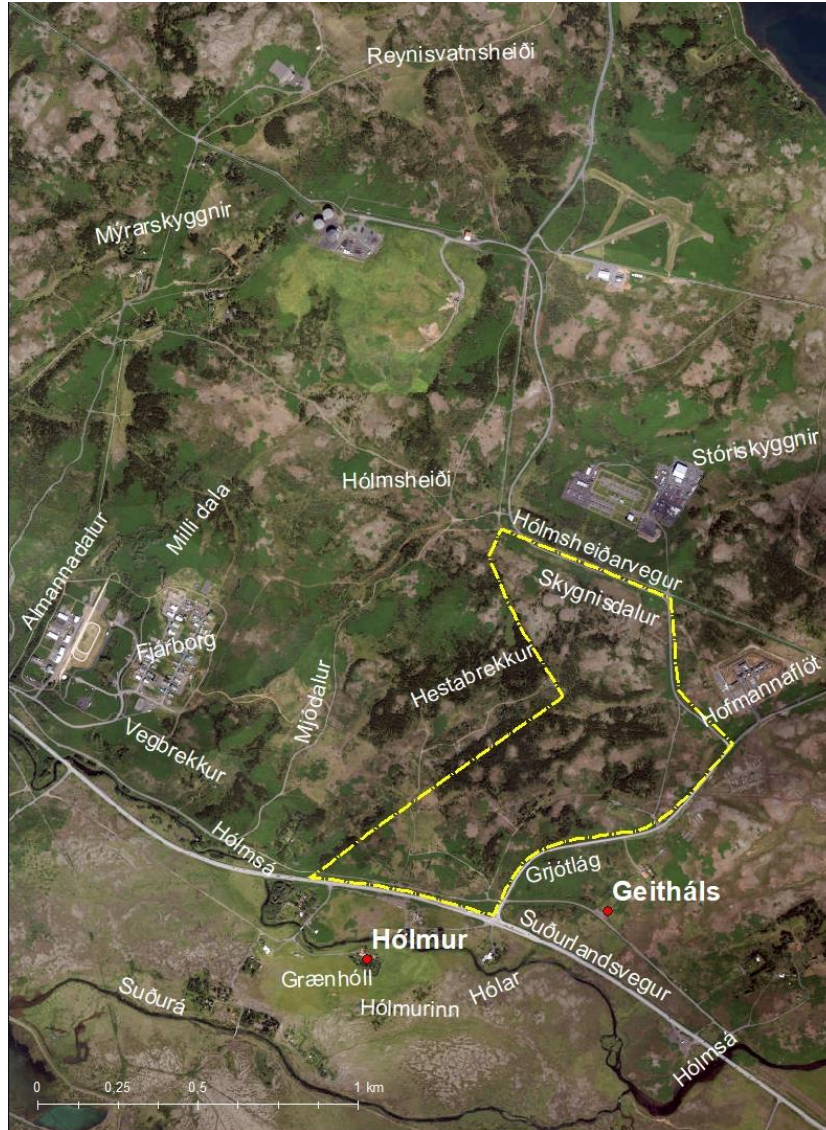 Reynisvatnsheiði
Mýrarskyggnir
Stóriskyggnir
Hólmsheiði
Milli dala
Hólmsheiðarvegur
Almannadalur
Skygnisdalur
Fjárborg
Hestabrekkur
Mjódalur
Hofmannaflöt
Vegbrekkur
Hólmsá
Grjótlág
Geitháls
Hólmur
Suðurlandsvegur
Grænhóll
Hólar
Suðurá
Hólmurinn
Hólmsá
0 0,25 0,5 1 km